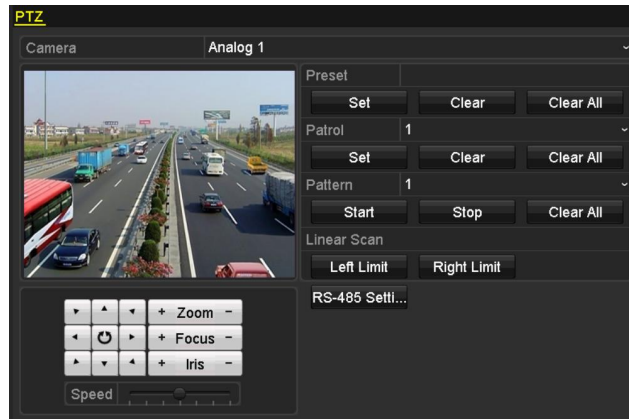 PTZ
Camera Analog 1
Preset
Set Clear Clear All
Patrol 1
Set Clear Clear All
Pattern 1
Start Stop Clear All
Linear Scan
Left Limit Right Limit
RS-485 Setti...
+ Zoom -
+ Focus -
+ Iris -
Speed